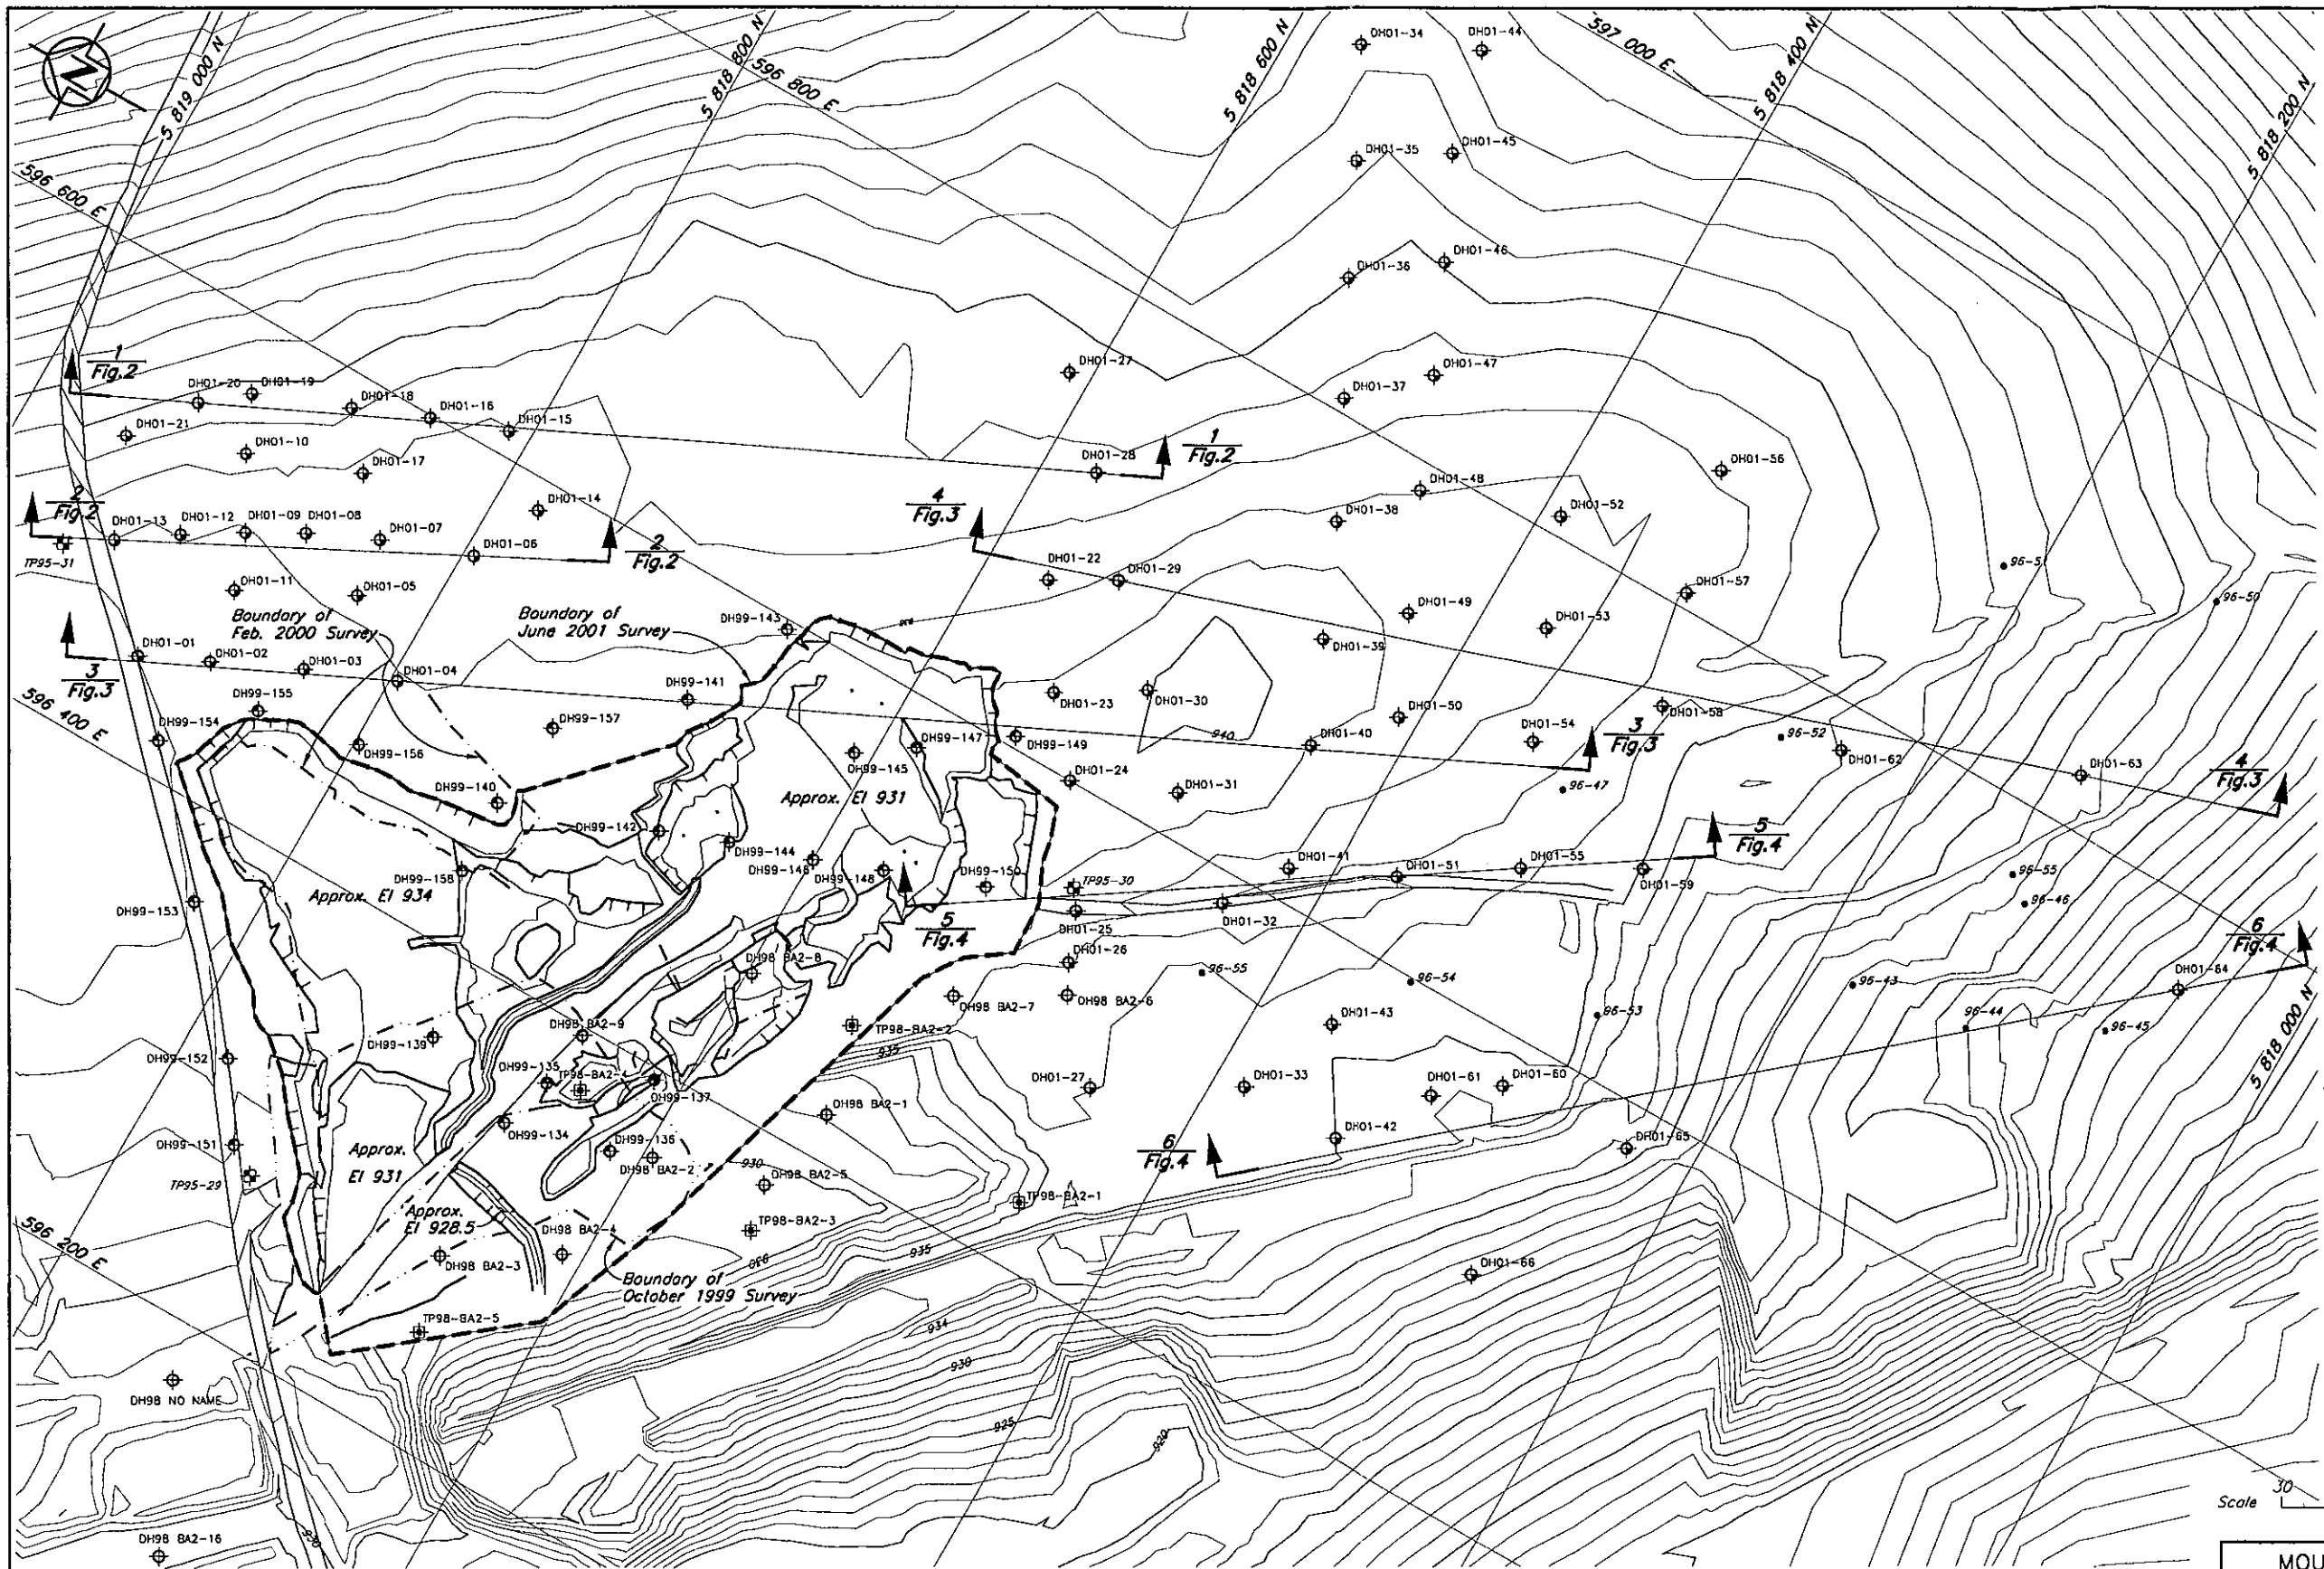 5 819 000 N
5 818 800 N
596 800 E
5 818 600 N
DH01-34
DH01-44
597 000 E
5 818 400 N
5 818 200 N
596 600 E
DH01-35
DH01-45
DH01-36
DH01-46
1
Fig.2
DH01-20
DH01-19
DH01-18
DH01-16
DH01-15
DH01-27
DH01-37
DH01-47
DH01-21
DH01-10
DH01-17
DH01-28
1
Fig.2
DH01-48
DH01-56
2
Fig.2
DH01-13
DH01-12
DH01-09
DH01-08
DH01-07
DH01-14
DH01-06
2
Fig.2
4
Fig.3
DH01-38
DH01-52
TP95-31
DH01-11
DH01-05
DH01-22
DH01-29
DH01-57
96-5
96-50
Boundary of
Feb. 2000 Survey
Boundary of
June 2001 Survey
DH99-143
DH01-49
DH01-53
DH01-39
3
Fig.3
DH01-01
DH01-02
DH01-03
DH01-04
DH99-141
DH01-23
DH01-30
DH01-50
DH01-58
596 400 E
DH99-154
DH99-155
DH99-156
DH99-157
DH99-147
DH99-149
940
DH01-40
DH01-54
3
Fig.3
96-52
DH01-62
DH99-145
DH01-24
DH01-31
96-47
DH01-63
4
Fig.3
DH99-140
Approx. El 931
DH99-142
DH99-144
DH99-146
DH99-148
DH99-150
TP95-30
DH01-41
DH01-51
DH01-55
5
Fig.4
DH01-59
96-55
96-46
DH99-158
Approx. El 934
DH99-153
5
Fig.4
DH01-25
DH01-32
DH01-26
6
Fig.4
DH98 BA2-8
96-55
96-54
96-43
DH01-64
DH98 BA2-7
DH98 BA2-6
DH99-139
DH98 BA2-9
TP98-BA2-2
935
DH01-43
96-53
96-44
96-45
5 818 000 N
DH99-152
DH99-135
TP98-BA2-4
DH99-137
DH01-27
DH01-33
DH01-61
DH01-60
DH99-134
DH98 BA2-1
DH99-151
Approx.
El 931
DH99-136
DH98 BA2-2
930
DH98 BA2-5
6
Fig.4
DH01-42
DH01-65
TP95-29
TP98-BA2-1
Approx.
El 928.5
DH98 BA2-4
TP98-BA2-3
596 200 E
DH98 BA2-3
930
935
Boundary of
October 1999 Survey
DH01-66
TP98-BA2-5
934
930
DH98 NO NAME
925
920
Scale 30
DH98 BA2-16
MOU